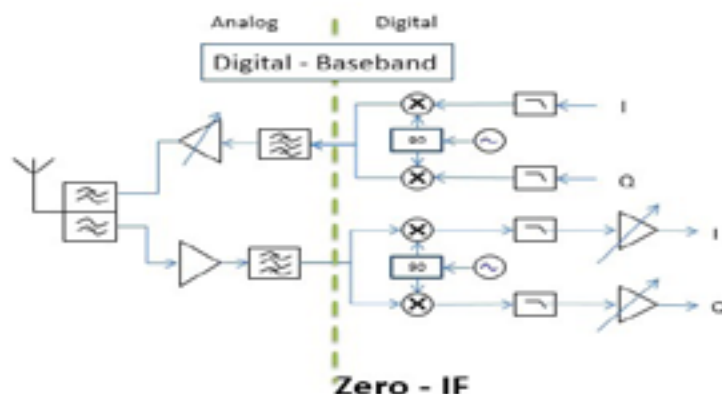 Analog Digital
Digital - Baseband
I
90
Q
I
90
Q
Zero - IF